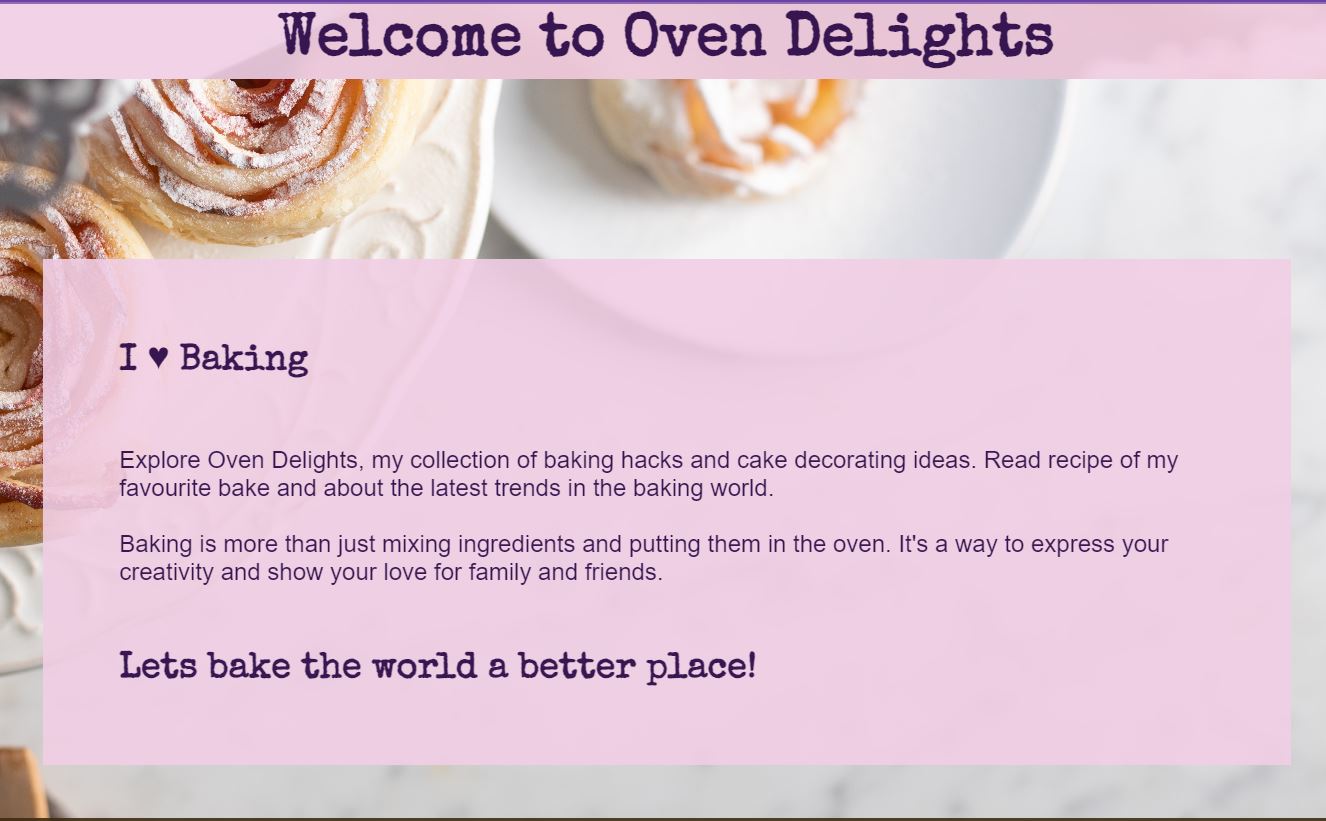 Welcome to Oven Delights
I ♥ Baking
Explore Oven Delights, my collection of baking hacks and cake decorating ideas. Read recipe of my
favourite bake and about the latest trends in the baking world.
Baking is more than just mixing ingredients and putting them in the oven. It's a way to express your
creativity and show your love for family and friends.
Lets bake the world a better place!